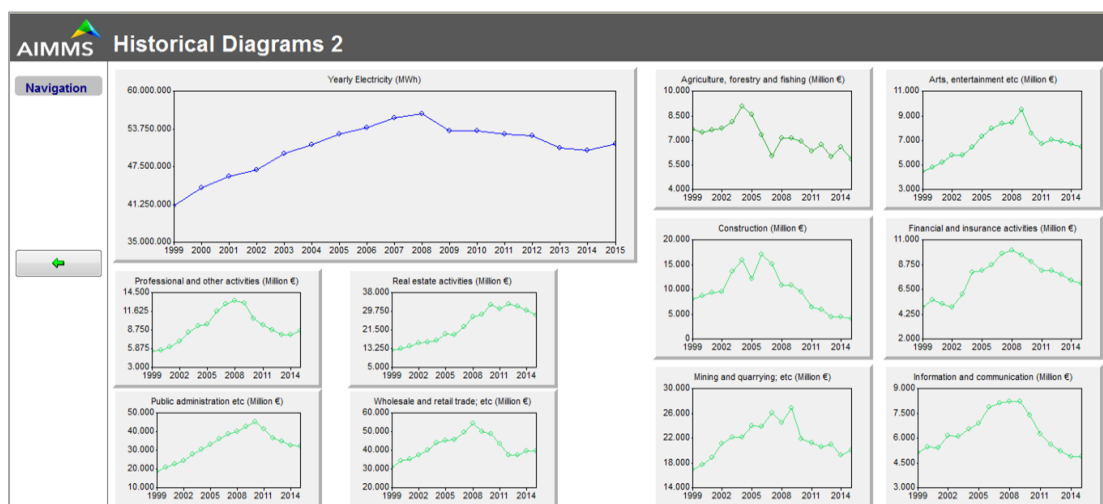 AIMMS
Historical Diagrams 2
Navigation
Yearly Electricity (MWh)
60.000.000
53.750.000
47.500.000
41.250.000
35.000.000
1999 2000 2001 2002 2003 2004 2005 2006 2007 2008 2009 2010 2011 2012 2013 2014 2015
Agriculture, forestry and fishing (Million €)
10.000
8.500
7.000
5.500
4.000
1999 2002 2005 2008 2011 2014
Arts, entertainment etc (Million €)
11.000
9.000
7.000
5.000
3.000
1999 2002 2005 2008 2011 2014
Construction (Million €)
20.000
15.000
10.000
5.000
0
1999 2002 2005 2008 2011 2014
Financial and insurance activities (Million €)
11.000
8.750
6.500
4.250
2.000
1999 2002 2005 2008 2011 2014
Professional and other activities (Million €)
14.500
11.625
8.750
5.875
3.000
1999 2002 2005 2008 2011 2014
Real estate activities (Million €)
38.000
29.750
21.500
13.250
5.000
1999 2002 2005 2008 2011 2014
Public administration etc (Million €)
50.000
40.000
30.000
20.000
10.000
1999 2002 2005 2008 2011 2014
Wholesale and retail trade; etc (Million €)
60.000
50.000
40.000
30.000
20.000
1999 2002 2005 2008 2011 2014
Mining and quarrying; etc (Million €)
30.000
26.000
22.000
18.000
14.000
1999 2002 2005 2008 2011 2014
Information and communication (Million €)
9.000
7.500
6.000
4.500
3.000
1999 2002 2005 2008 2011 2014